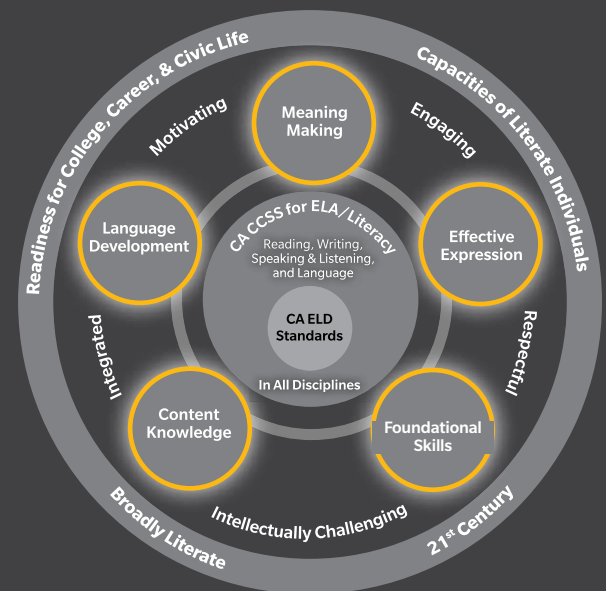 Readiness for College, Career, & Civic Life
Capacities of Literate Individuals
Motivating
Meaning
Making
Engaging
Language
Development
CA CCSS for ELA/Literacy
Reading, Writing,
Speaking & Listening,
and Language
Effective
Expression
CA ELD
Standards
In All Disciplines
Integrated
Respectful
Content
Knowledge
Foundational
Skills
Intellectually Challenging
Broadly Literate
21st Century